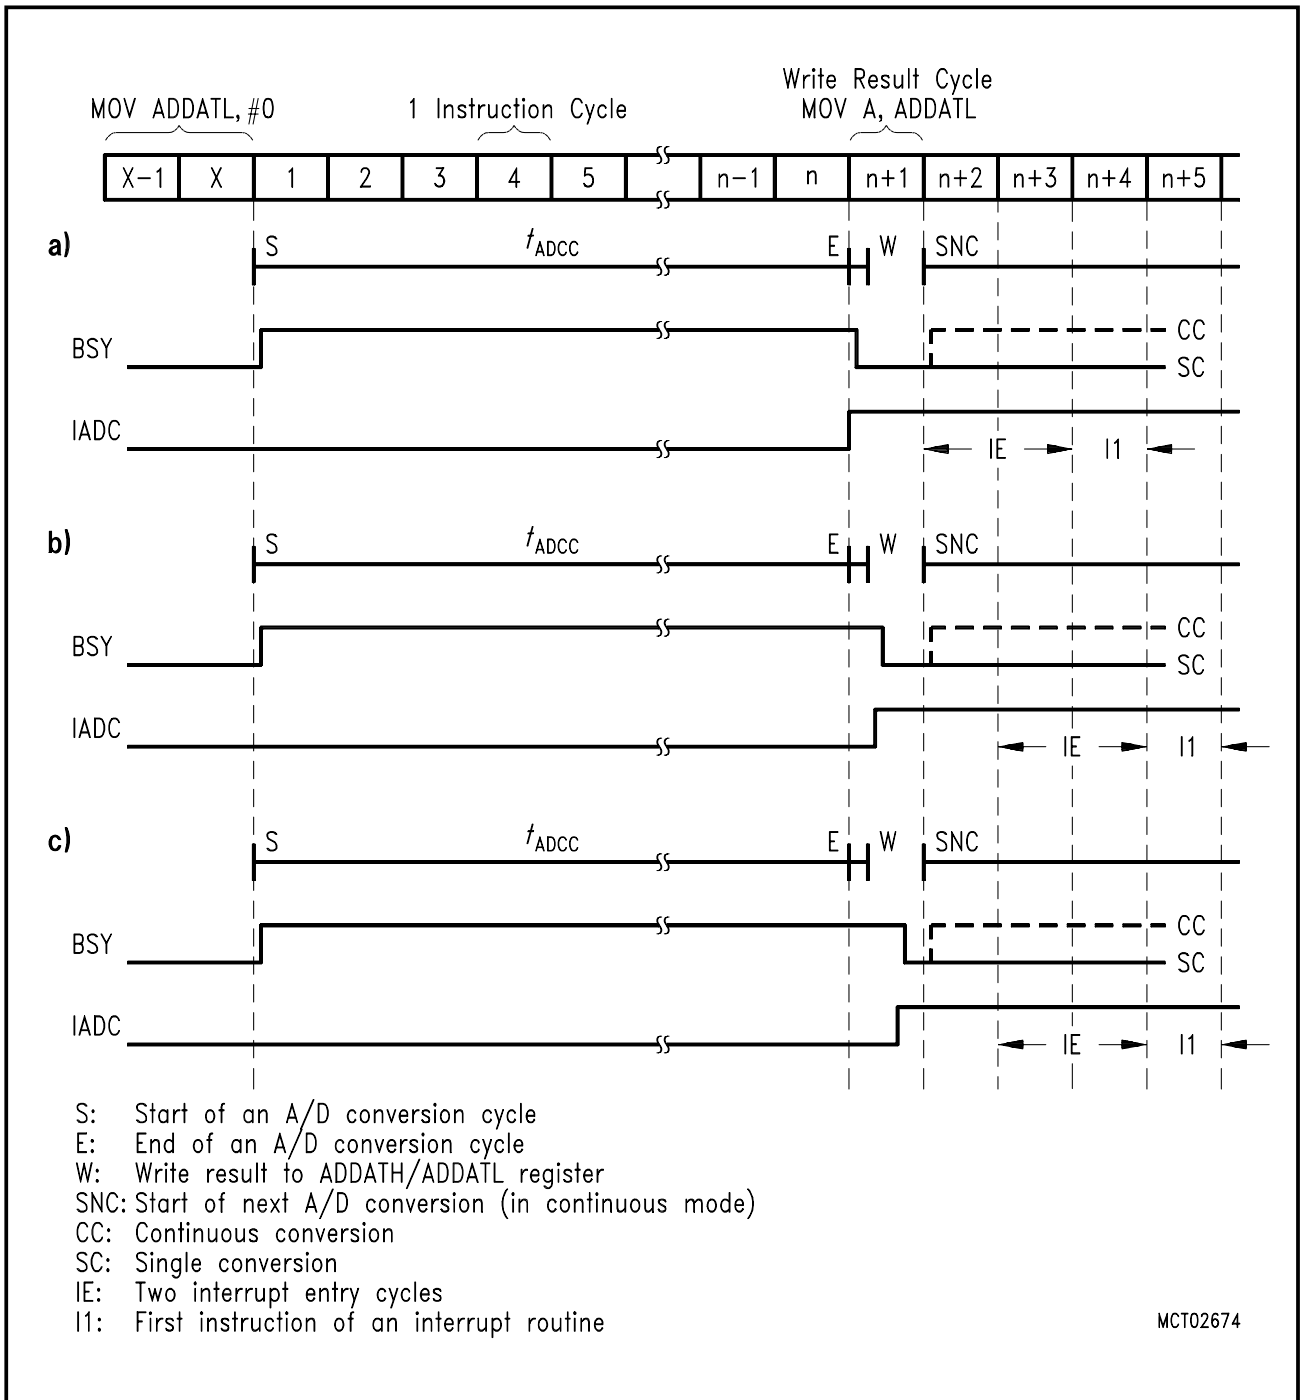 Write Result Cycle
MOV ADDATL, #0 1 Instruction Cycle MOV A, ADDATL
X-1 X 1 2 3 4 5 n-1 n n+1 n+2 n+3 n+4 n+5
a) S tADCC E W SNC
BSY CC
SC
IADC
IE I1
b) S tADCC E W SNC
BSY CC
SC
IADC
IE I1
c) S tADCC E W SNC
BSY CC
SC
IADC
IE I1
S: Start of an A/D conversion cycle
E: End of an A/D conversion cycle
W: Write result to ADDATH/ADDATL register
SNC: Start of next A/D conversion (in continuous mode)
CC: Continuous conversion
SC: Single conversion
IE: Two interrupt entry cycles
I1: First instruction of an interrupt routine
MCT02674